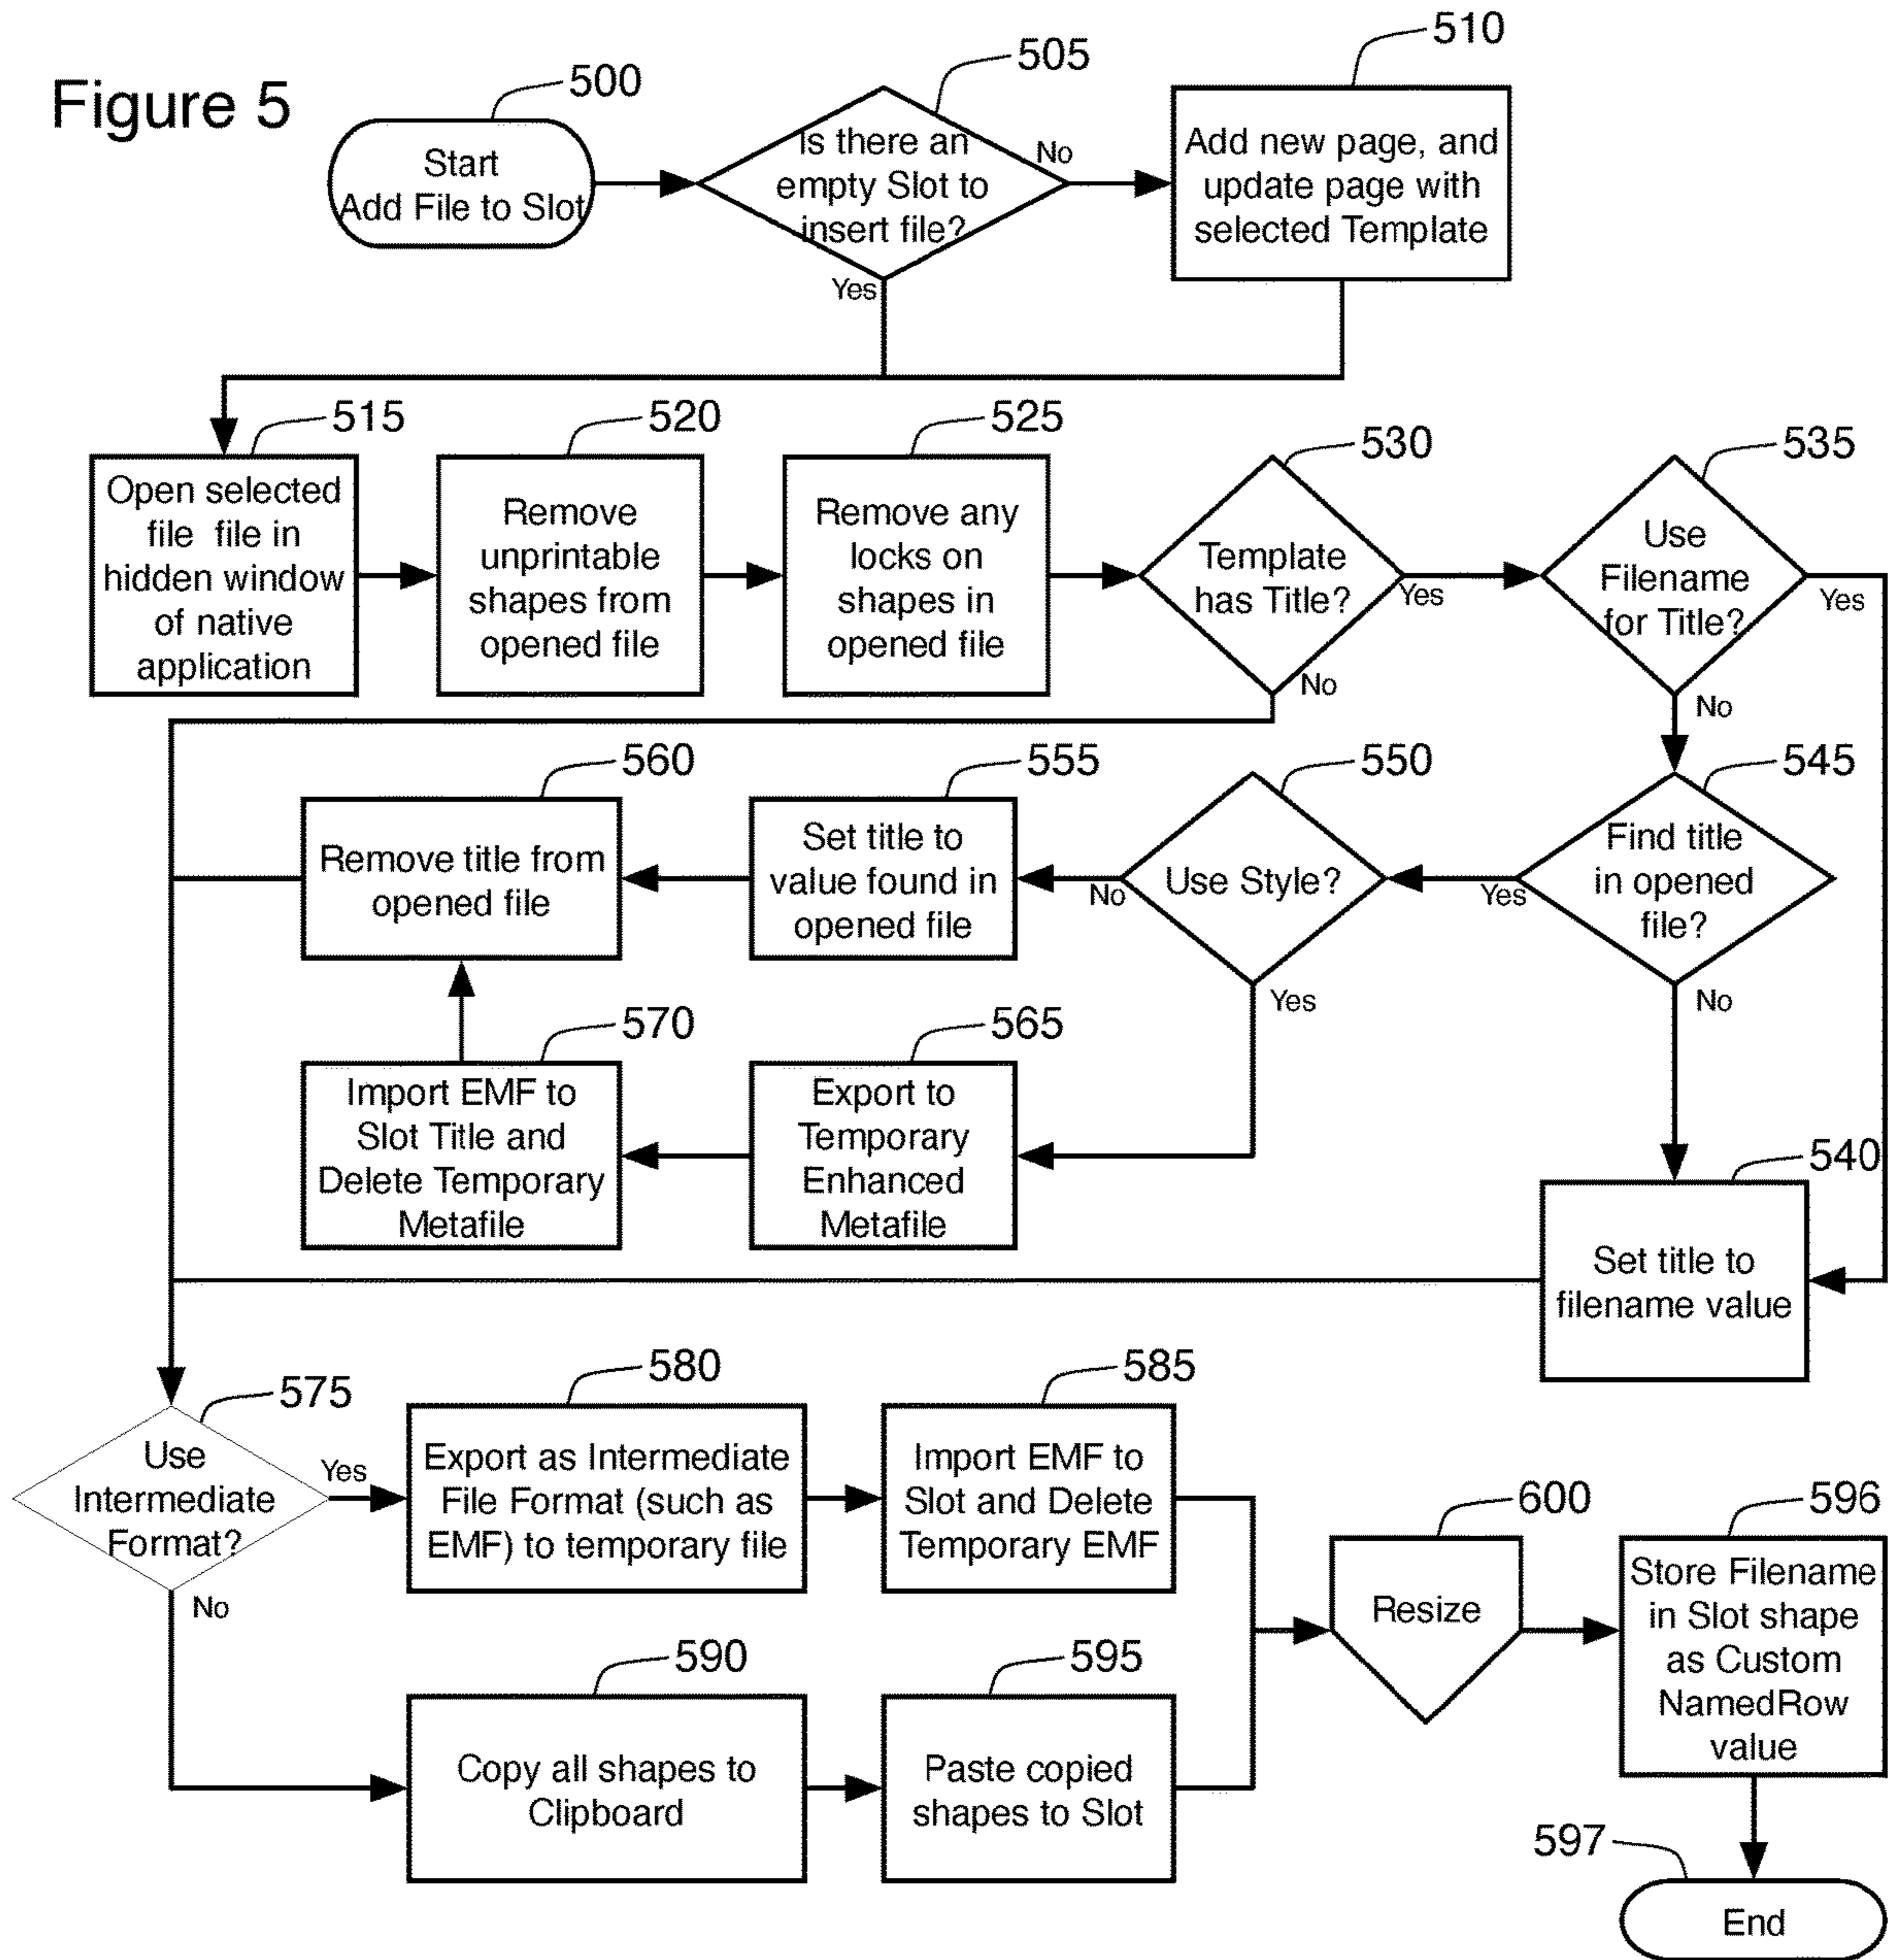 Figure 5
500
Start
Add File to Slot
505
Is there an
empty Slot to
insert file?
No
Yes
510
Add new page, and
update page with
selected Template
515
Open selected
file  file in
hidden window
of native
application
520
Remove
unprintable
shapes from
opened file
525
Remove any
locks on
shapes in
opened file
530
Template
has Title?
Yes
No
535
Use
Filename
for Title?
Yes
No
560
Remove title from
opened file
555
Set title to
value found in
opened file
550
Use Style?
No
Yes
545
Find title
in opened
file?
Yes
No
570
Import EMF to
Slot Title and
Delete Temporary
Metafile
565
Export to
Temporary
Enhanced
Metafile
540
Set title to
filename value
575
Use
Intermediate
Format?
Yes
No
580
Export as Intermediate
File Format (such as
EMF) to temporary file
585
Import EMF to
Slot and Delete
Temporary EMF
590
Copy all shapes to
Clipboard
595
Paste copied
shapes to Slot
600
Resize
596
Store Filename
in Slot shape
as Custom
NamedRow
value
597
End